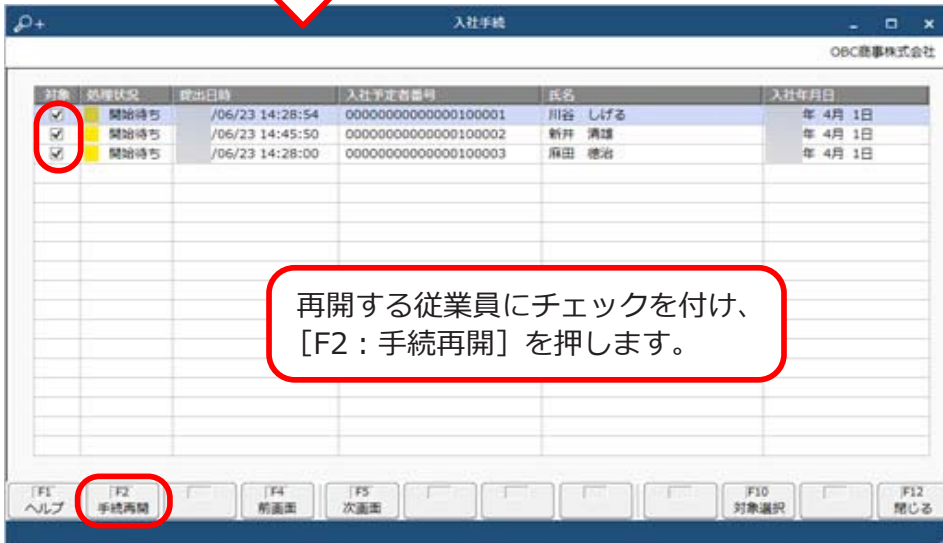 入社手続
OBC商事株式会社
対象 処理状況 提出日時 入社予定者番号 氏名 入社年月日
開始待ち /06/23 14:28:54 00000000000000100001 川谷 しげる 年 4月 1日
開始待ち /06/23 14:45:50 00000000000000100002 新井 清雄 年 4月 1日
開始待ち /06/23 14:28:00 00000000000000100003 麻田 徳治 年 4月 1日
再開する従業員にチェックを付け、
[F2:手続再開]を押します。
F1 F2 F4 F5 F10 F12
ヘルプ 手続再開 前画面 次画面 対象選択 閉じる